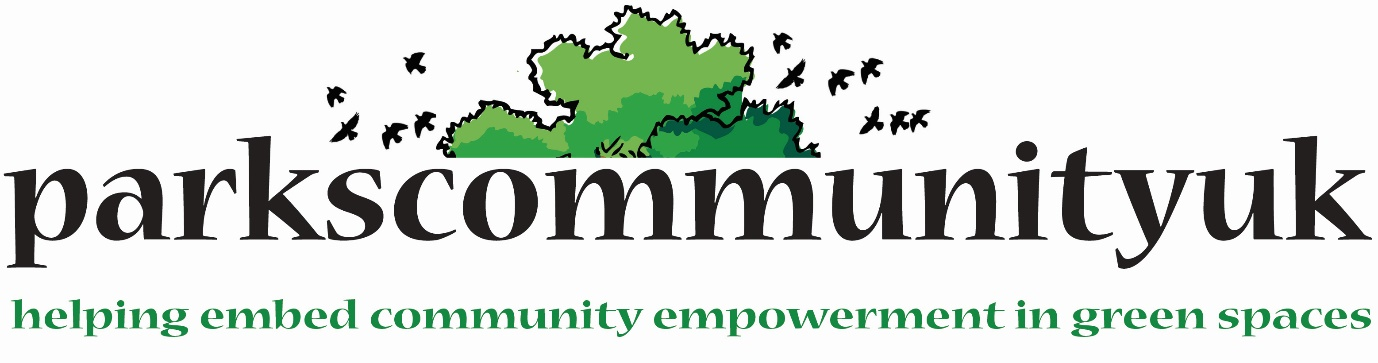 parkscommunityuk
helping embed community empowerment in green spaces